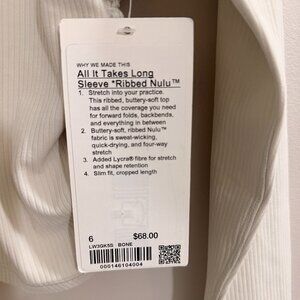 WHY WE MADE THIS
All It Takes Long
Sleeve *Ribbed Nulu™
1. Stretch into your practice.
This ribbed, buttery-soft top
has all the coverage you need
for forward folds, backbends,
and everything in between
2. Buttery-soft, ribbed Nulu™
fabric is sweat-wicking,
quick-drying, and four-way
stretch
3. Added Lycra® fibre for stretch
and shape retention
4. Slim fit, cropped length
6 $68.00
LW3GK5S BONE
000146104004